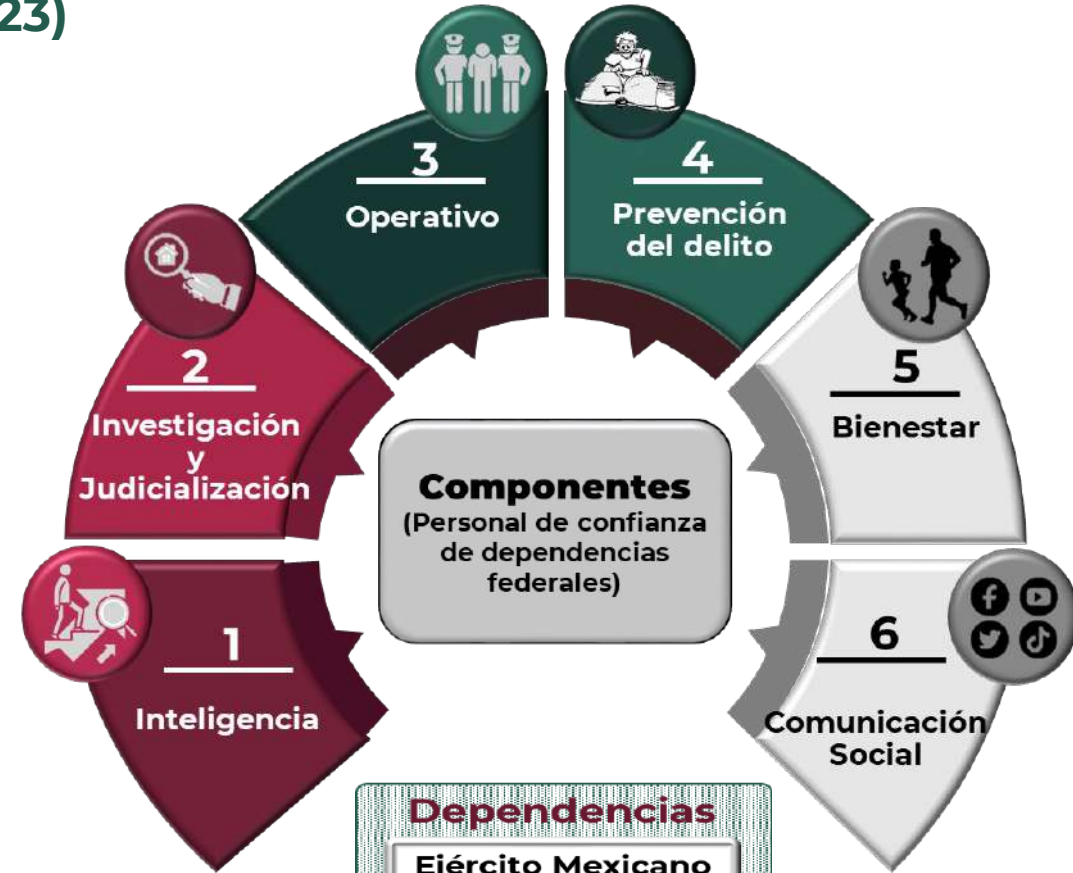 23)
3
Operativo
4
Prevención
del delito
2
Investigación
y
Judicialización
5
Bienestar
Componentes
(Personal de confianza
de dependencias
federales)
1
Inteligencia
6
Comunicación
Social
Dependencias
Ejército Mexicano